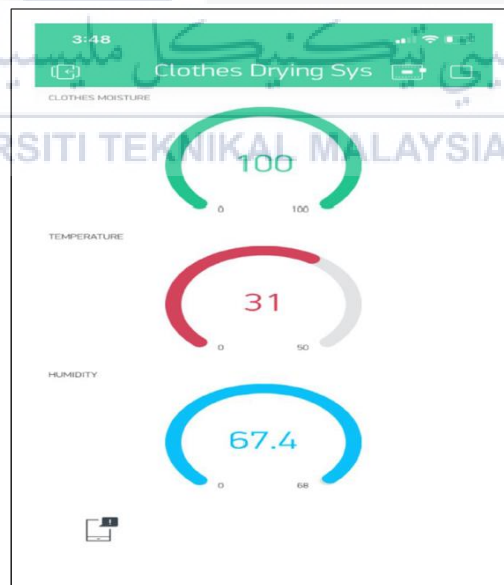 3:48
Clothes Drying Sys
CLOTHES MOISTURE
RSITI TEKNIKAL MALAYSIA
100
0 100
TEMPERATURE
31
0 50
HUMIDITY
67.4
0 68